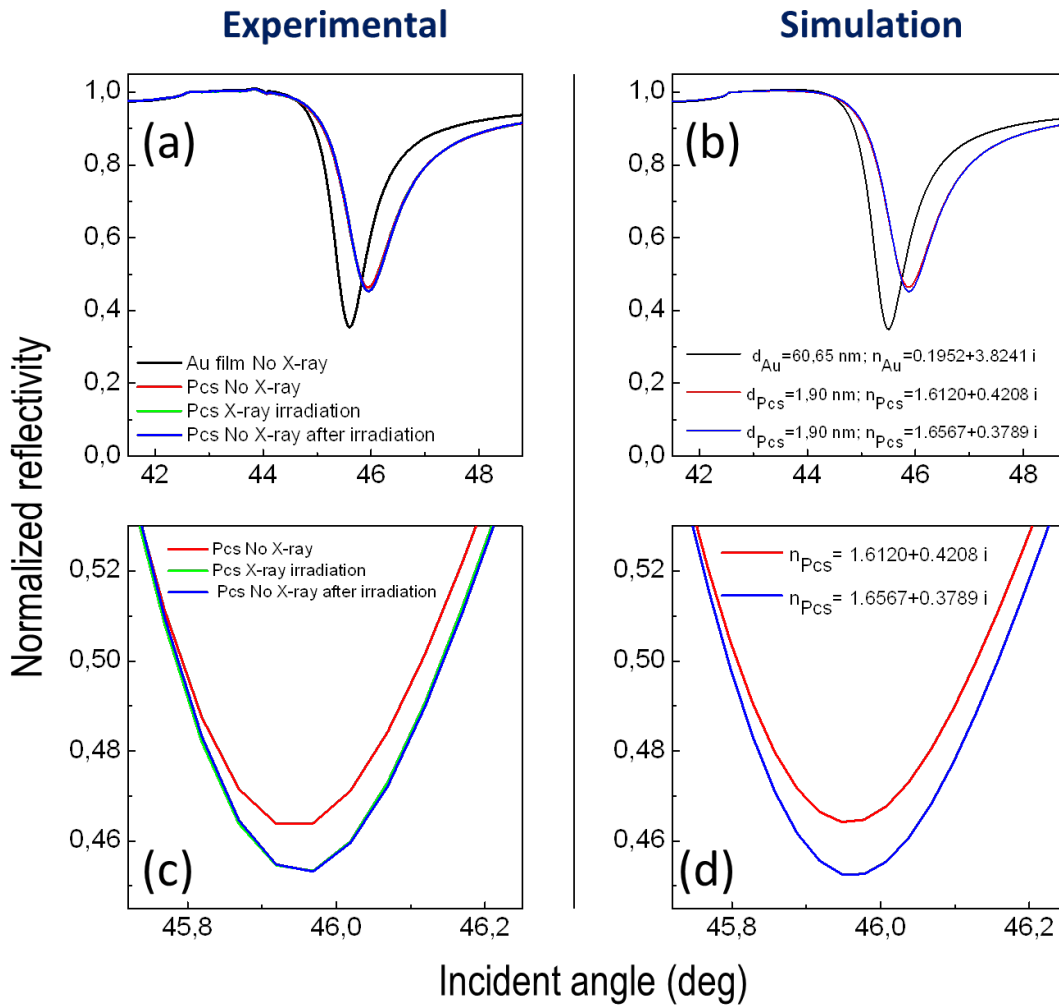 Experimental
Simulation
Normalized reflectivity
1,0
0,8
0,6
0,4
0,2
0,0
(a)
Au film No X-ray
Pcs No X-ray
Pcs X-ray irradiation
Pcs No X-ray after irradiation
42 44 46 48
1,0
0,8
0,6
0,4
0,2
0,0
(b)
d_Au=60,65 nm; n_Au=0.1952+3.8241 i
d_Pcs=1,90 nm; n_Pcs=1.6120+0.4208 i
d_Pcs=1,90 nm; n_Pcs=1.6567+0.3789 i
42 44 46 48
0,52
0,50
0,48
0,46
Pcs No X-ray
Pcs X-ray irradiation
Pcs No X-ray after irradiation
(c)
45,8 46,0 46,2
0,52
0,50
0,48
0,46
n_Pcs= 1.6120+0.4208 i
n_Pcs= 1.6567+0.3789 i
(d)
45,8 46,0 46,2
Incident angle (deg)